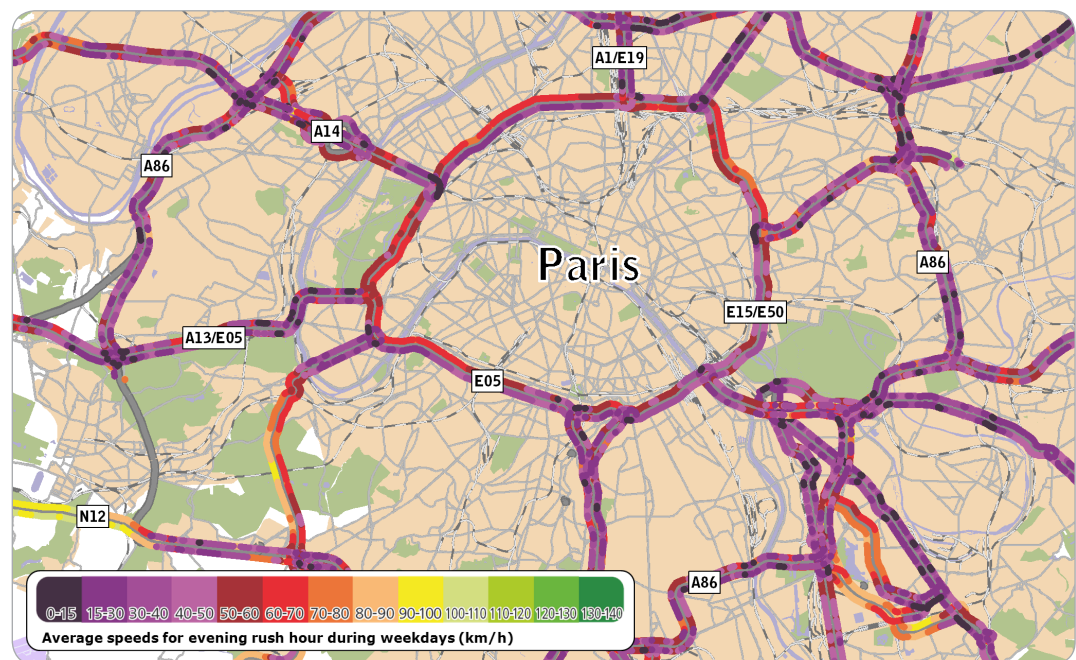 A1/E19
A14
A86
Paris
A86
E15/E50
A13/E05
E05
N12
A86
0-15 15-30 30-40 40-50 50-60 60-70 70-80 80-90 90-100 100-110 110-120 120-130 130-140
Average speeds for evening rush hour during weekdays (km/h)